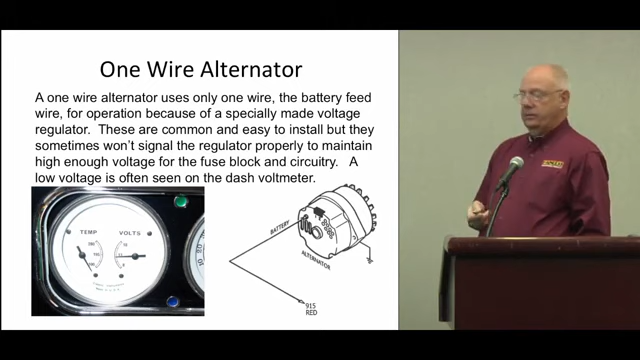 One Wire Alternator
A one wire alternator uses only one wire, the battery feed
wire, for operation because of a specially made voltage
regulator.  These are common and easy to install but they
sometimes won't signal the regulator properly to maintain
high enough voltage for the fuse block and circuitry.   A
low voltage is often seen on the dash voltmeter.
TEMP
VOLTS
BATTERY
ALTERNATOR
915
RED